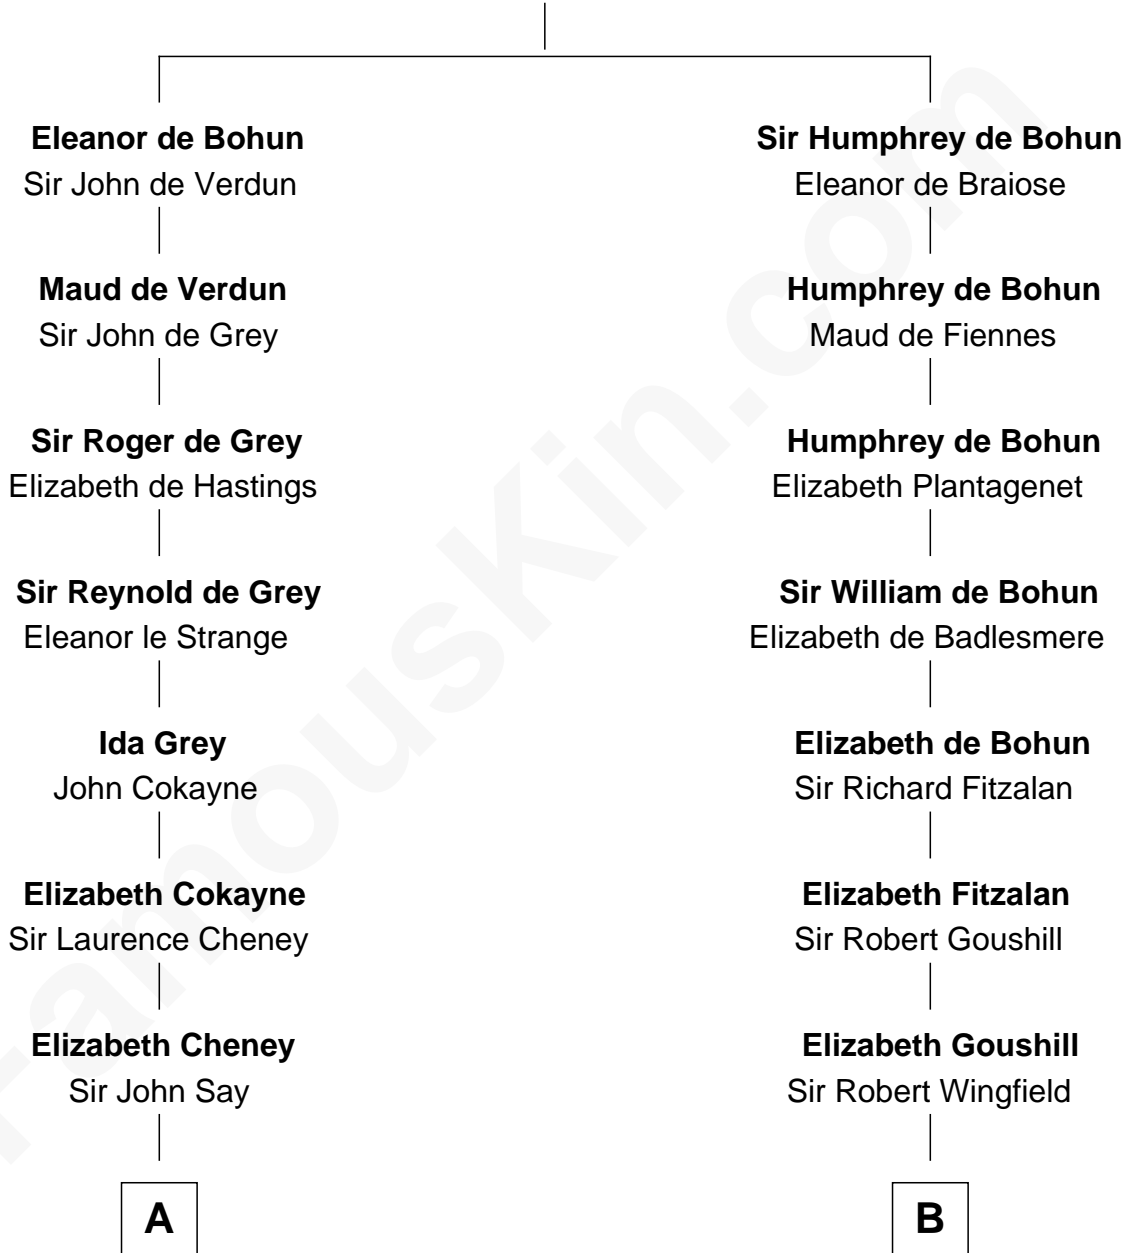 Eleanor de Bohun
Sir John de Verdun
Maud de Verdun
Sir John de Grey
Sir Roger de Grey
Elizabeth de Hastings
Sir Reynold de Grey
Eleanor le Strange
Ida Grey
John Cokayne
Elizabeth Cokayne
Sir Laurence Cheney
Elizabeth Cheney
Sir John Say
A
Sir Humphrey de Bohun
Eleanor de Braiose
Humphrey de Bohun
Maud de Fiennes
Humphrey de Bohun
Elizabeth Plantagenet
Sir William de Bohun
Elizabeth de Badlesmere
Elizabeth de Bohun
Sir Richard Fitzalan
Elizabeth Fitzalan
Sir Robert Goushill
Elizabeth Goushill
Sir Robert Wingfield
B
FamousKin.com